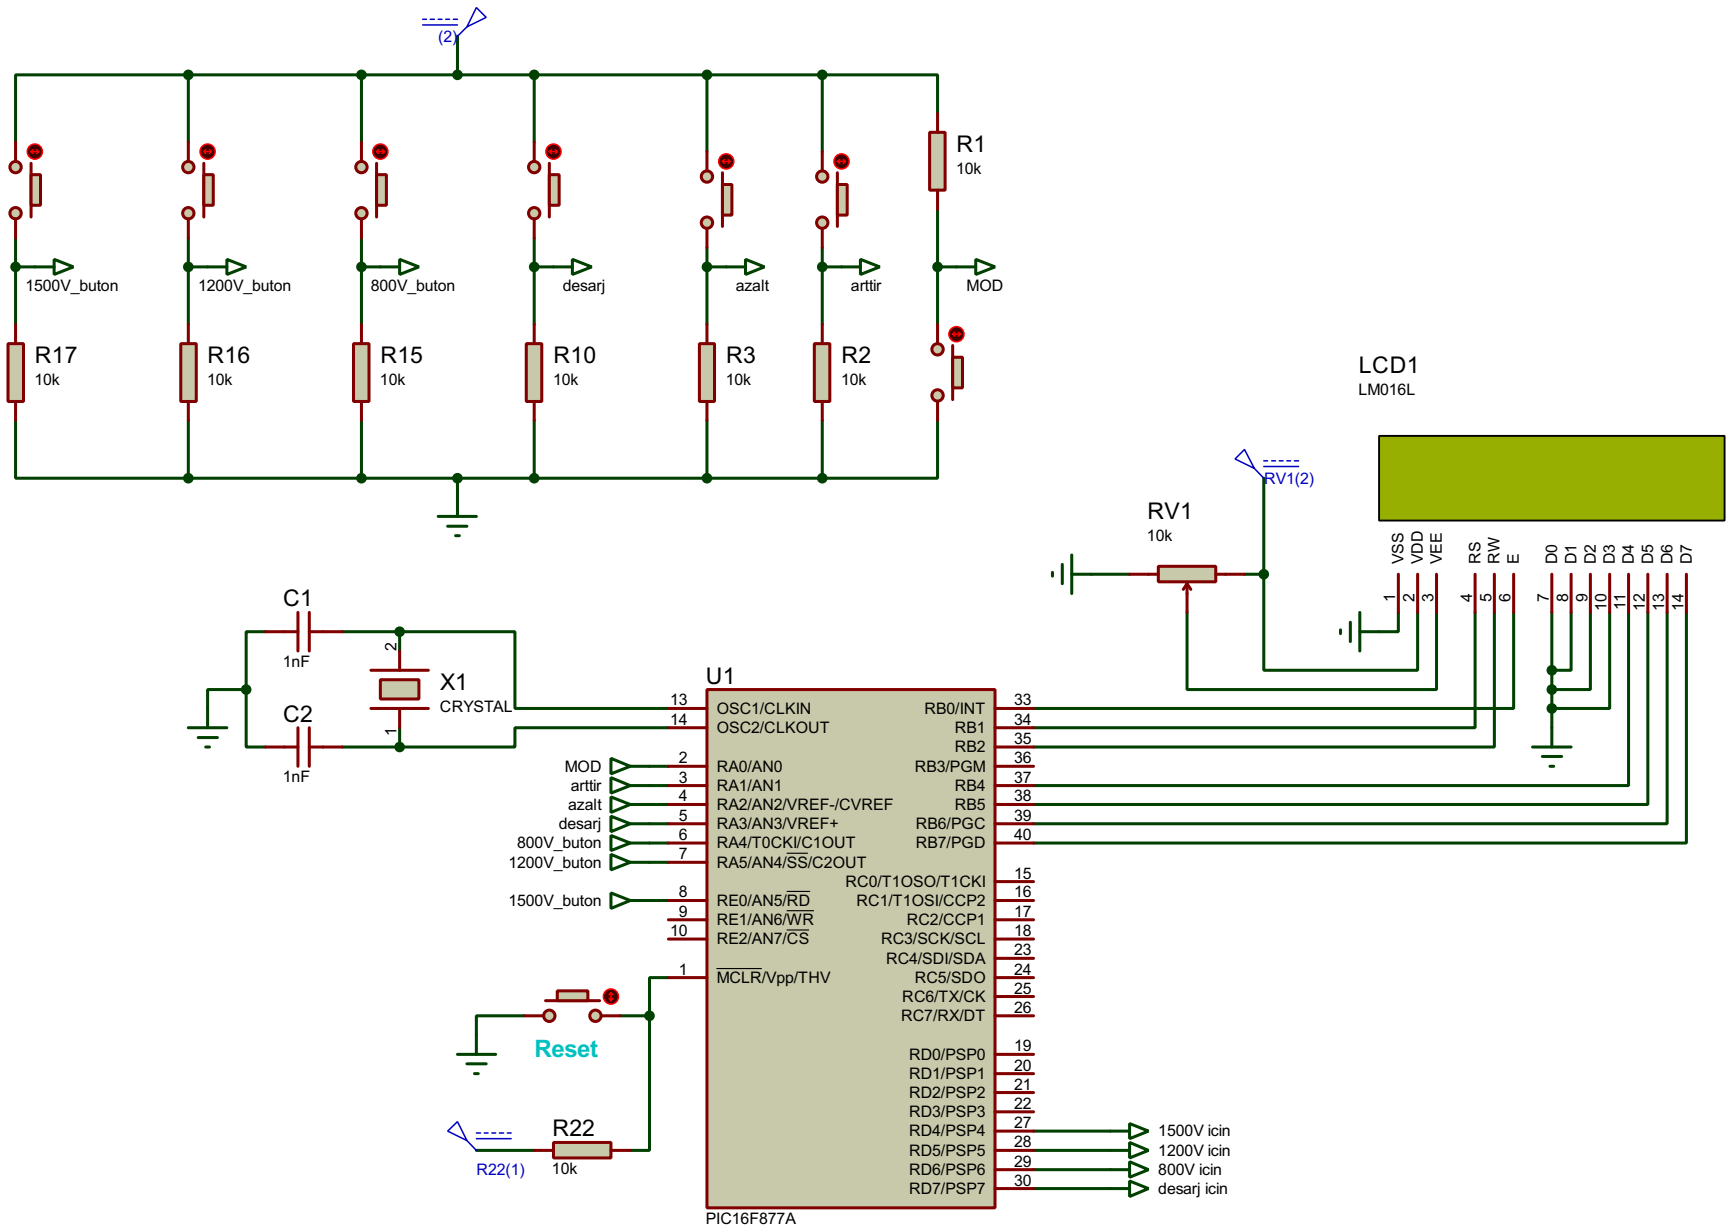 (2)
R1
10k
1500V_buton
1200V_buton
800V_buton
desarj
azalt
arttir
MOD
R17
10k
R16
10k
R15
10k
R10
10k
R3
10k
R2
10k
LCD1
LM016L
RV1(2)
RV1
10k
VSS
VDD
VEE
RS
RW
E
D0
D1
D2
D3
D4
D5
D6
D7
1
2
3
4
5
6
7
8
9
10
11
12
13
14
C1
1nF
2
X1
CRYSTAL
1
C2
1nF
U1
13 OSC1/CLKIN
14 OSC2/CLKOUT
MOD 2 RA0/AN0
arttir 3 RA1/AN1
azalt 4 RA2/AN2/VREF-/CVREF
desarj 5 RA3/AN3/VREF+
800V_buton 6 RA4/T0CKI/C1OUT
1200V_buton 7 RA5/AN4/SS/C2OUT
1500V_buton 8 RE0/AN5/RD
9 RE1/AN6/WR
10 RE2/AN7/CS
1 MCLR/Vpp/THV
RB0/INT 33
RB1 34
RB2 35
RB3/PGM 36
RB4 37
RB5 38
RB6/PGC 39
RB7/PGD 40
RC0/T1OSO/T1CKI 15
RC1/T1OSI/CCP2 16
RC2/CCP1 17
RC3/SCK/SCL 18
RC4/SDI/SDA 23
RC5/SDO 24
RC6/TX/CK 25
RC7/RX/DT 26
RD0/PSP0 19
RD1/PSP1 20
RD2/PSP2 21
RD3/PSP3 22
RD4/PSP4 27 1500V icin
RD5/PSP5 28 1200V icin
RD6/PSP6 29 800V icin
RD7/PSP7 30 desarj icin
PIC16F877A
Reset
R22(1)
R22
10k